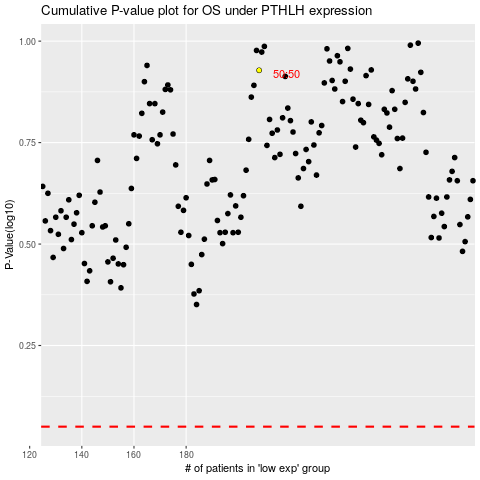 Cumulative P-value plot for OS under PTHLH expression
P-Value(log10)
1.00
0.75
0.50
0.25
50:50
120 140 160 180
# of patients in 'low exp' group